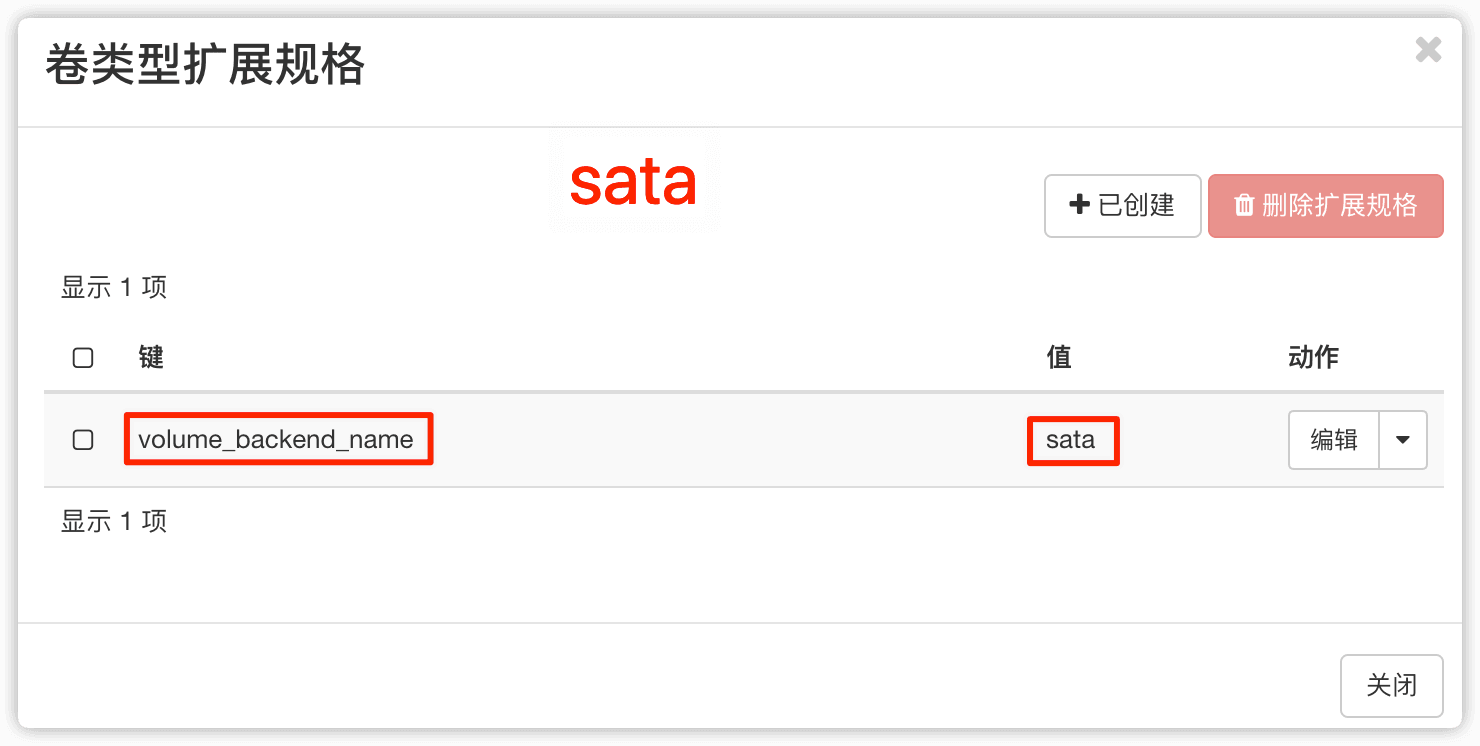 卷类型扩展规格
sata
已创建 删除扩展规格
显示 1 项
键 值 动作
volume_backend_name sata 编辑
显示 1 项
关闭